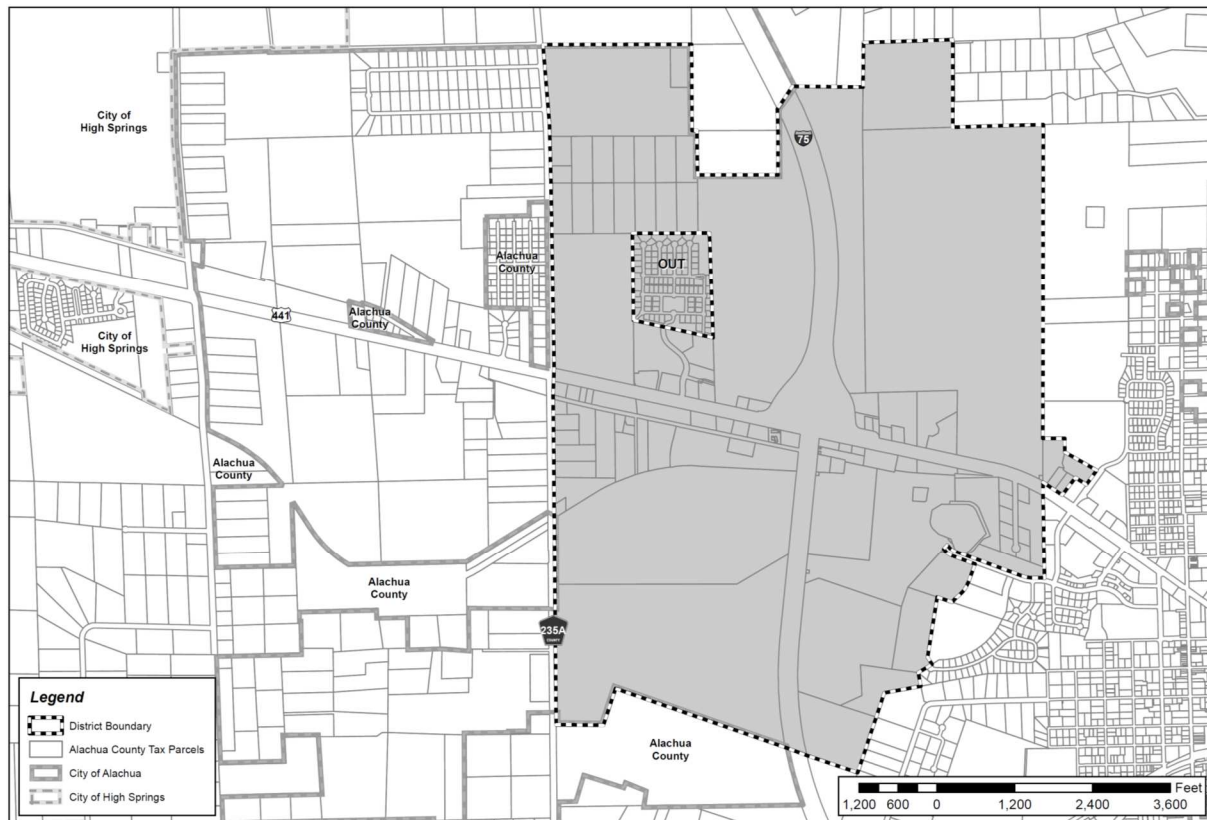 City of
High Springs
75
Alachua
County
OUT
441
Alachua
County
City of
High Springs
Alachua
County
Alachua
County
235A
COUNTY
Alachua
County
Legend
District Boundary
Alachua County Tax Parcels
City of Alachua
City of High Springs
Feet
1,200 600 0 1,200 2,400 3,600